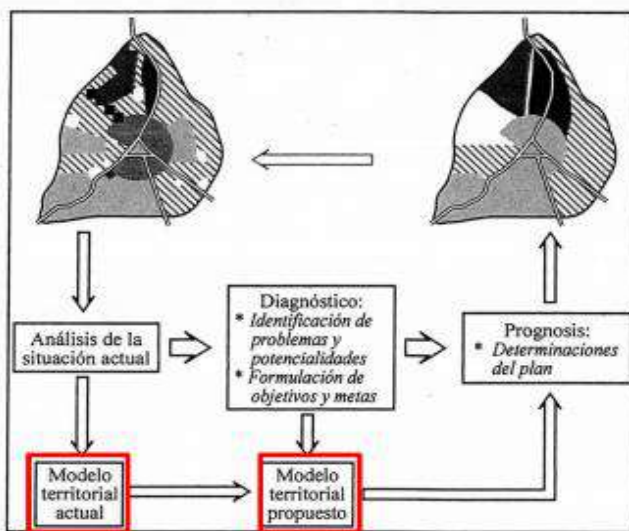 Análisis de la
situación actual
Diagnóstico:
* Identificación de
problemas y
potencialidades
* Formulación de
objetivos y metas
Prognosis:
* Determinaciones
del plan
Modelo
territorial
actual
Modelo
territorial
propuesto